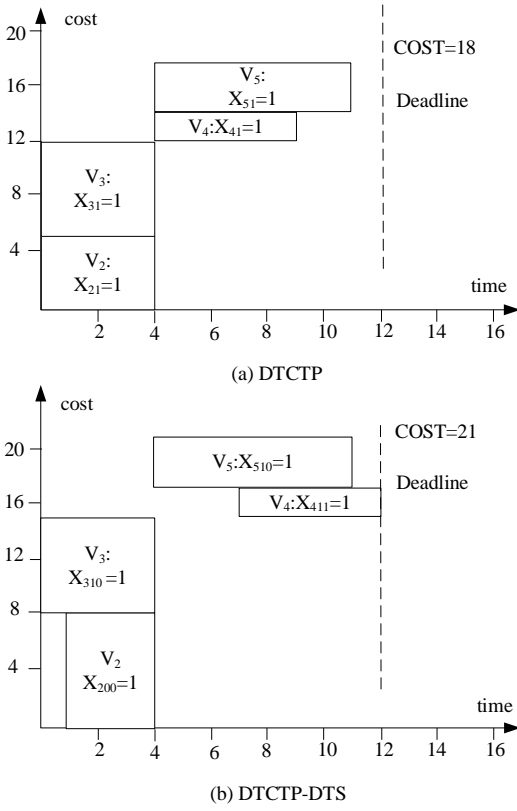 cost
20
COST=18
V5:
X51=1
16
Deadline
V4:X41=1
12
V3:
X31=1
8
4
V2:
X21=1
time
2 4 6 8 10 12 14 16
(a) DTCTP
cost
COST=21
20
V5:X510=1
Deadline
16
V4:X411=1
V3:
X310=1
12
8
V2
X200=1
4
time
2 4 6 8 10 12 14 16
(b) DTCTP-DTS